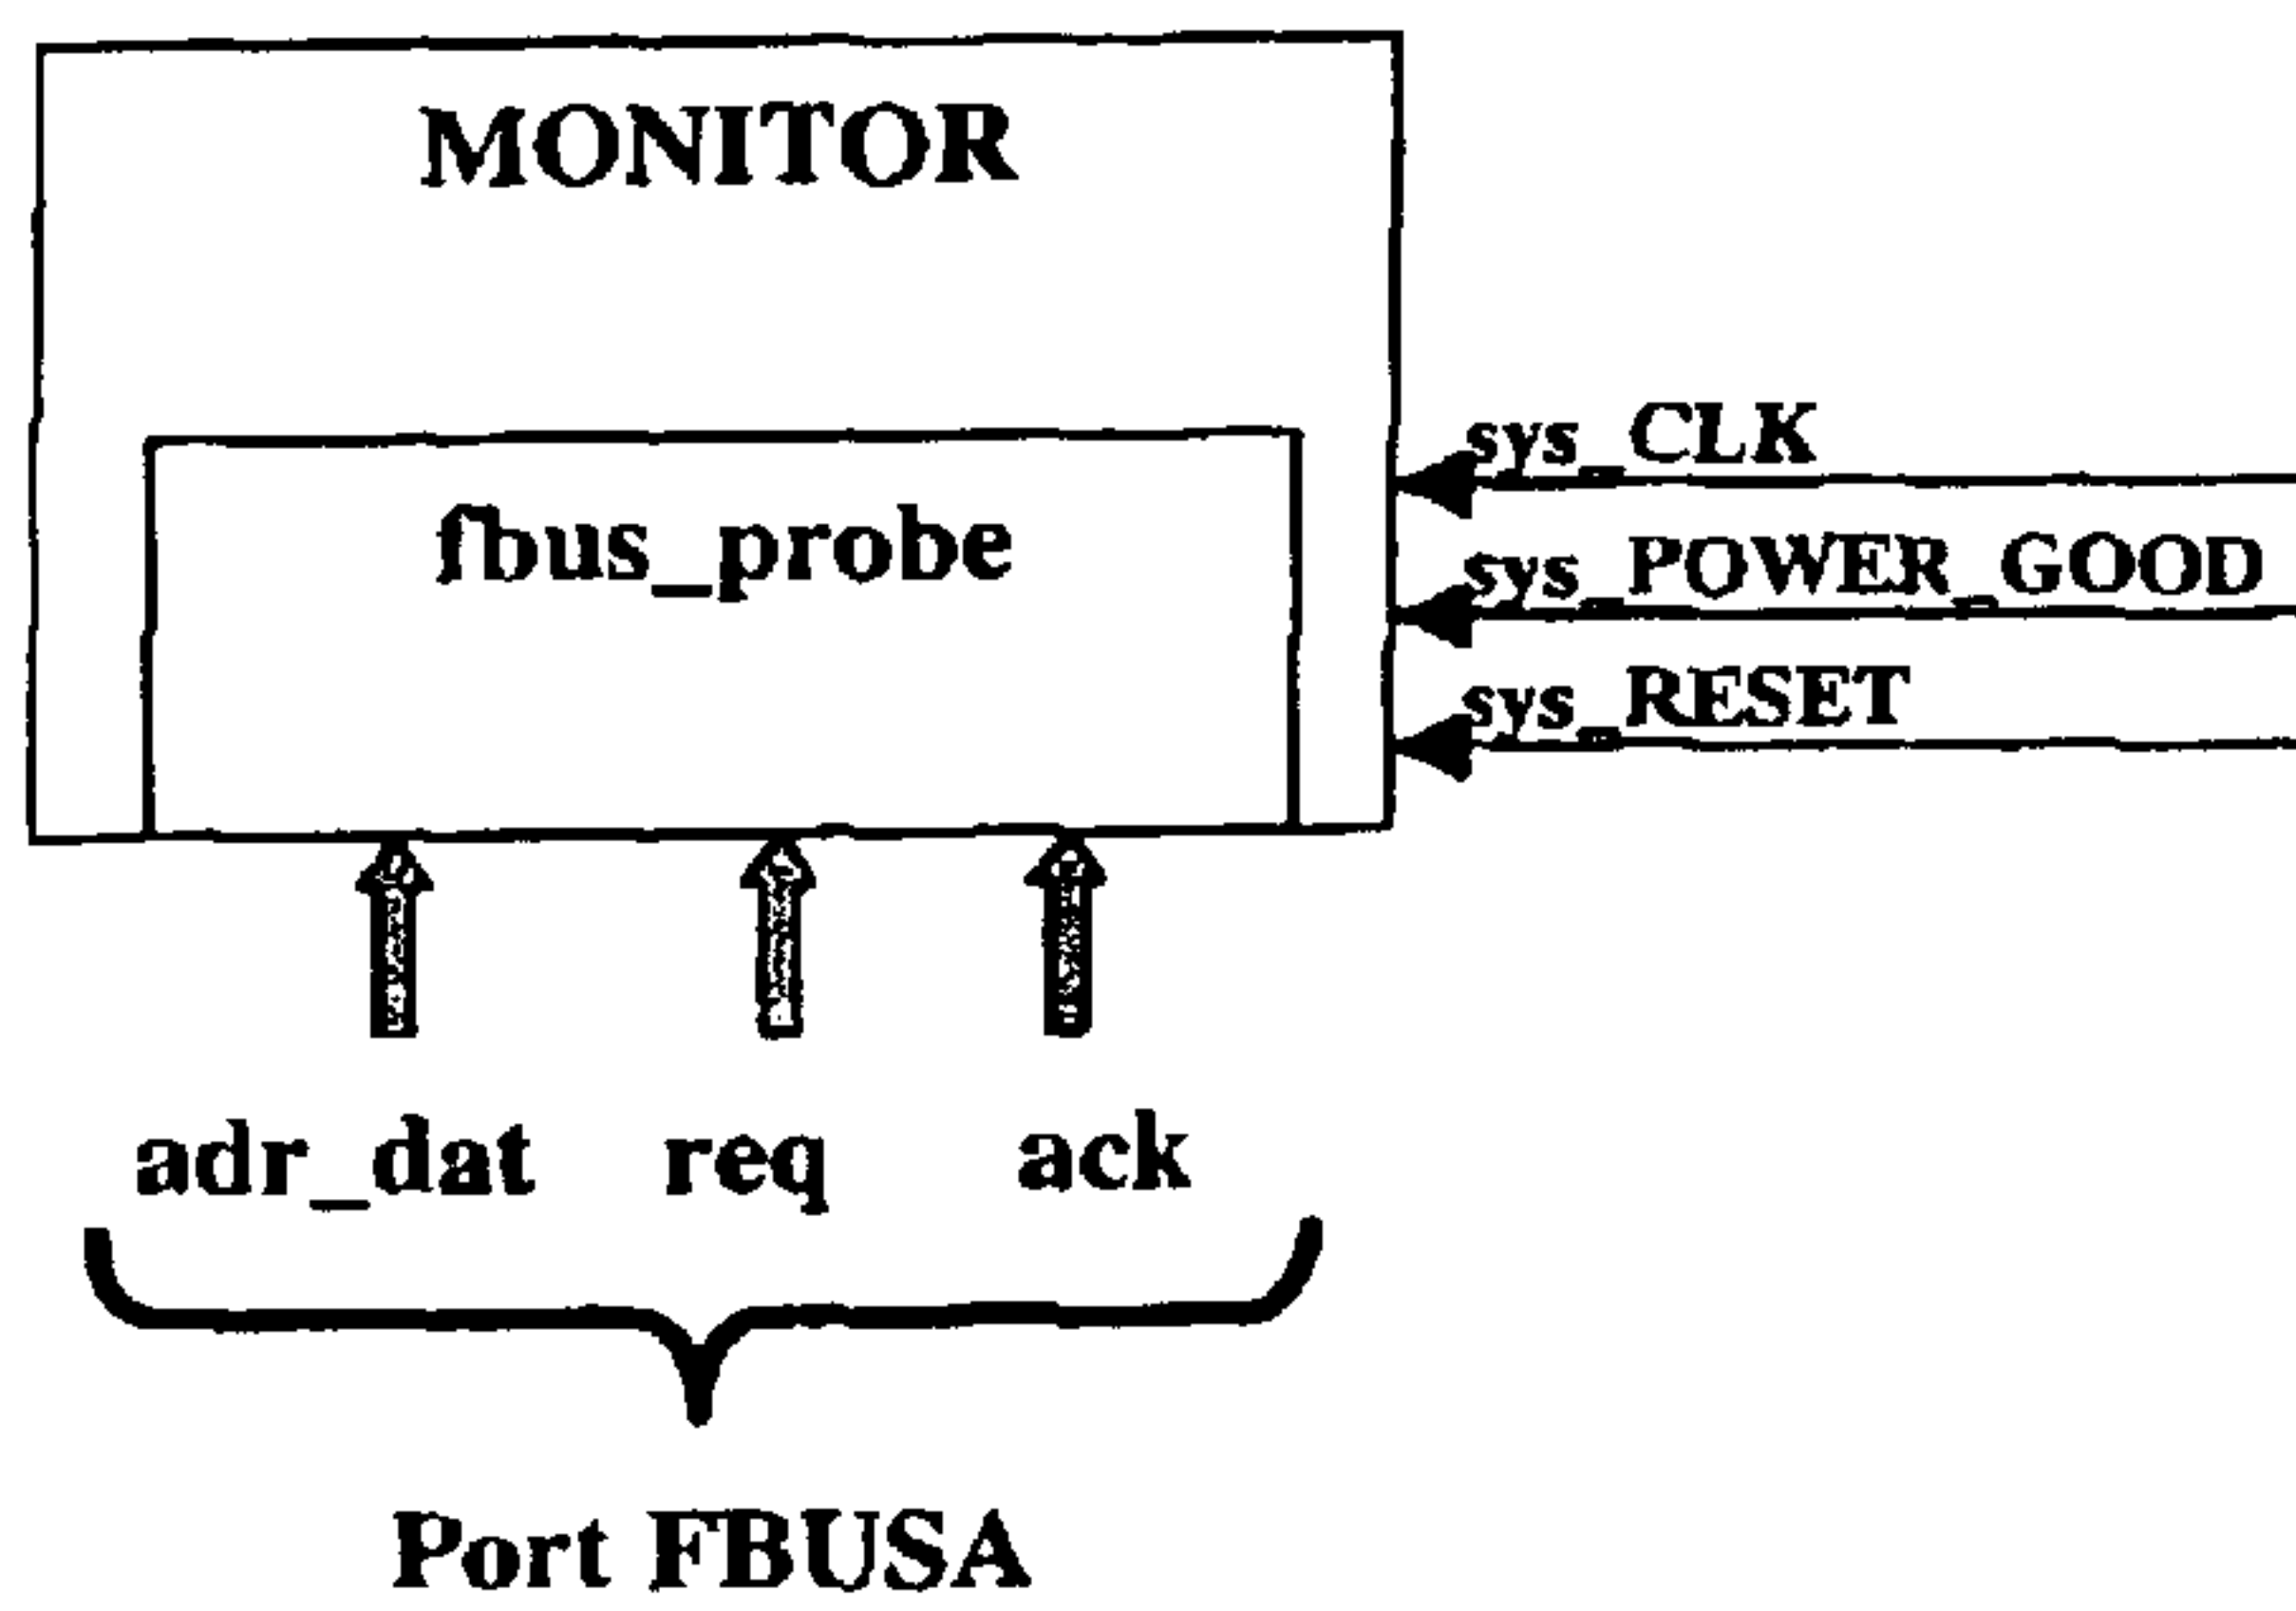 MONITOR
sys_CLK
fbus_probe
sys_POWER_GOOD
sys_RESET
adr_dat req ack
Port FBUSA